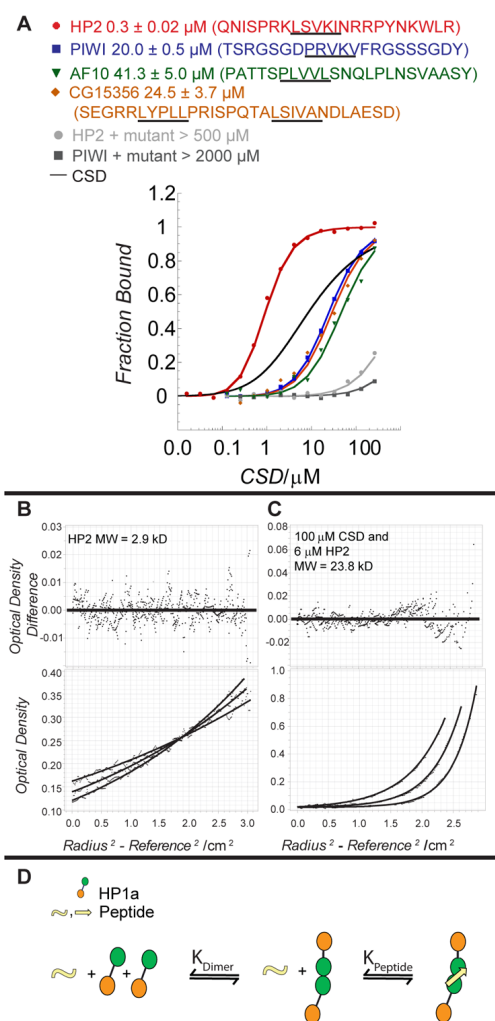 A
HP2 0.3 ± 0.02 μM (QNISPRKLSVKINRRPYNKWLR)
PIWI 20.0 ± 0.5 μM (TSRGSGDPRVKVFRGSSSGDY)
AF10 41.3 ± 5.0 μM (PATTSPLVVLSNQLPLNSVAASY)
CG15356 24.5 ± 3.7 μM
(SEGRRLYPLLPRISPQTALSIVANDLAESD)
HP2 + mutant > 500 μM
PIWI + mutant > 2000 μM
CSD
1.2
1
0.8
0.6
0.4
0.2
0
Fraction Bound
0.0 0.1 1 10 100
CSD/μM
B
HP2 MW = 2.9 kD
0.03
0.02
0.01
0.00
-0.01
Optical Density
Difference
0.40
0.35
0.30
0.25
0.20
0.15
0.10
Optical Density
0.0 0.5 1.0 1.5 2.0 2.5 3.0
Radius² - Reference² /cm²
C
100 μM CSD and
6 μM HP2
MW = 23.8 kD
0.08
0.06
0.04
0.02
0.00
-0.02
1.0
0.8
0.6
0.4
0.2
0.0
0.0 0.5 1.0 1.5 2.0 2.5
Radius² - Reference² /cm²
D
HP1a
, Peptide
+ + K Dimer + K Peptide